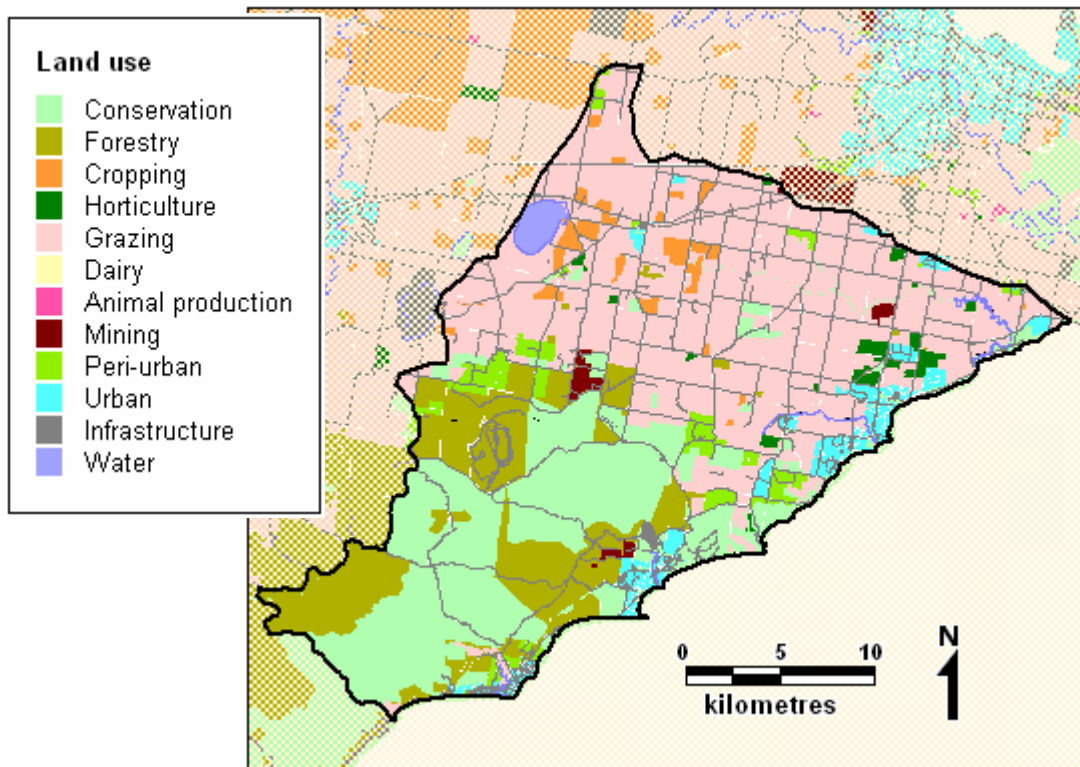 Land use
Conservation
Forestry
Cropping
Horticulture
Grazing
Dairy
Animal production
Mining
Peri-urban
Urban
Infrastructure
Water
0 5 10
kilometres
N